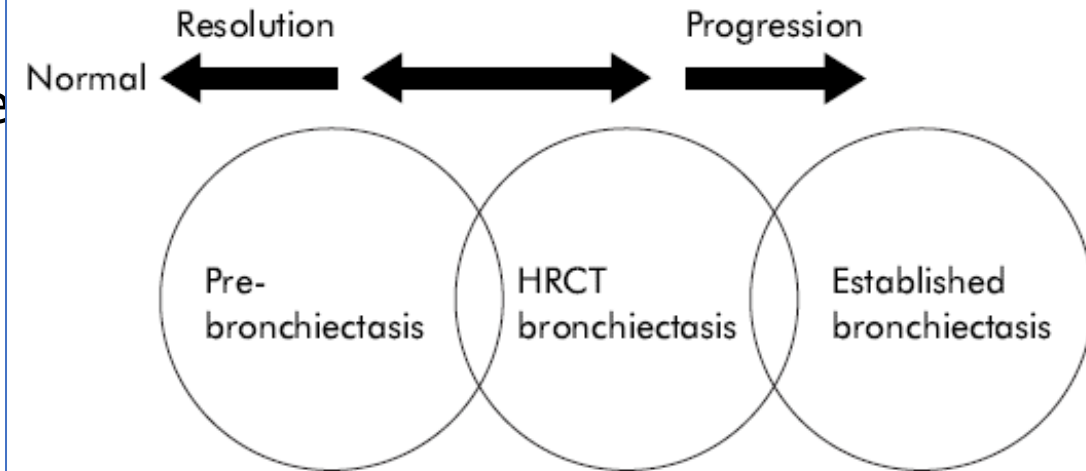 Resolution
Progression
Normal
e
Pre-
bronchiectasis
HRCT
bronchiectasis
Established
bronchiectasis